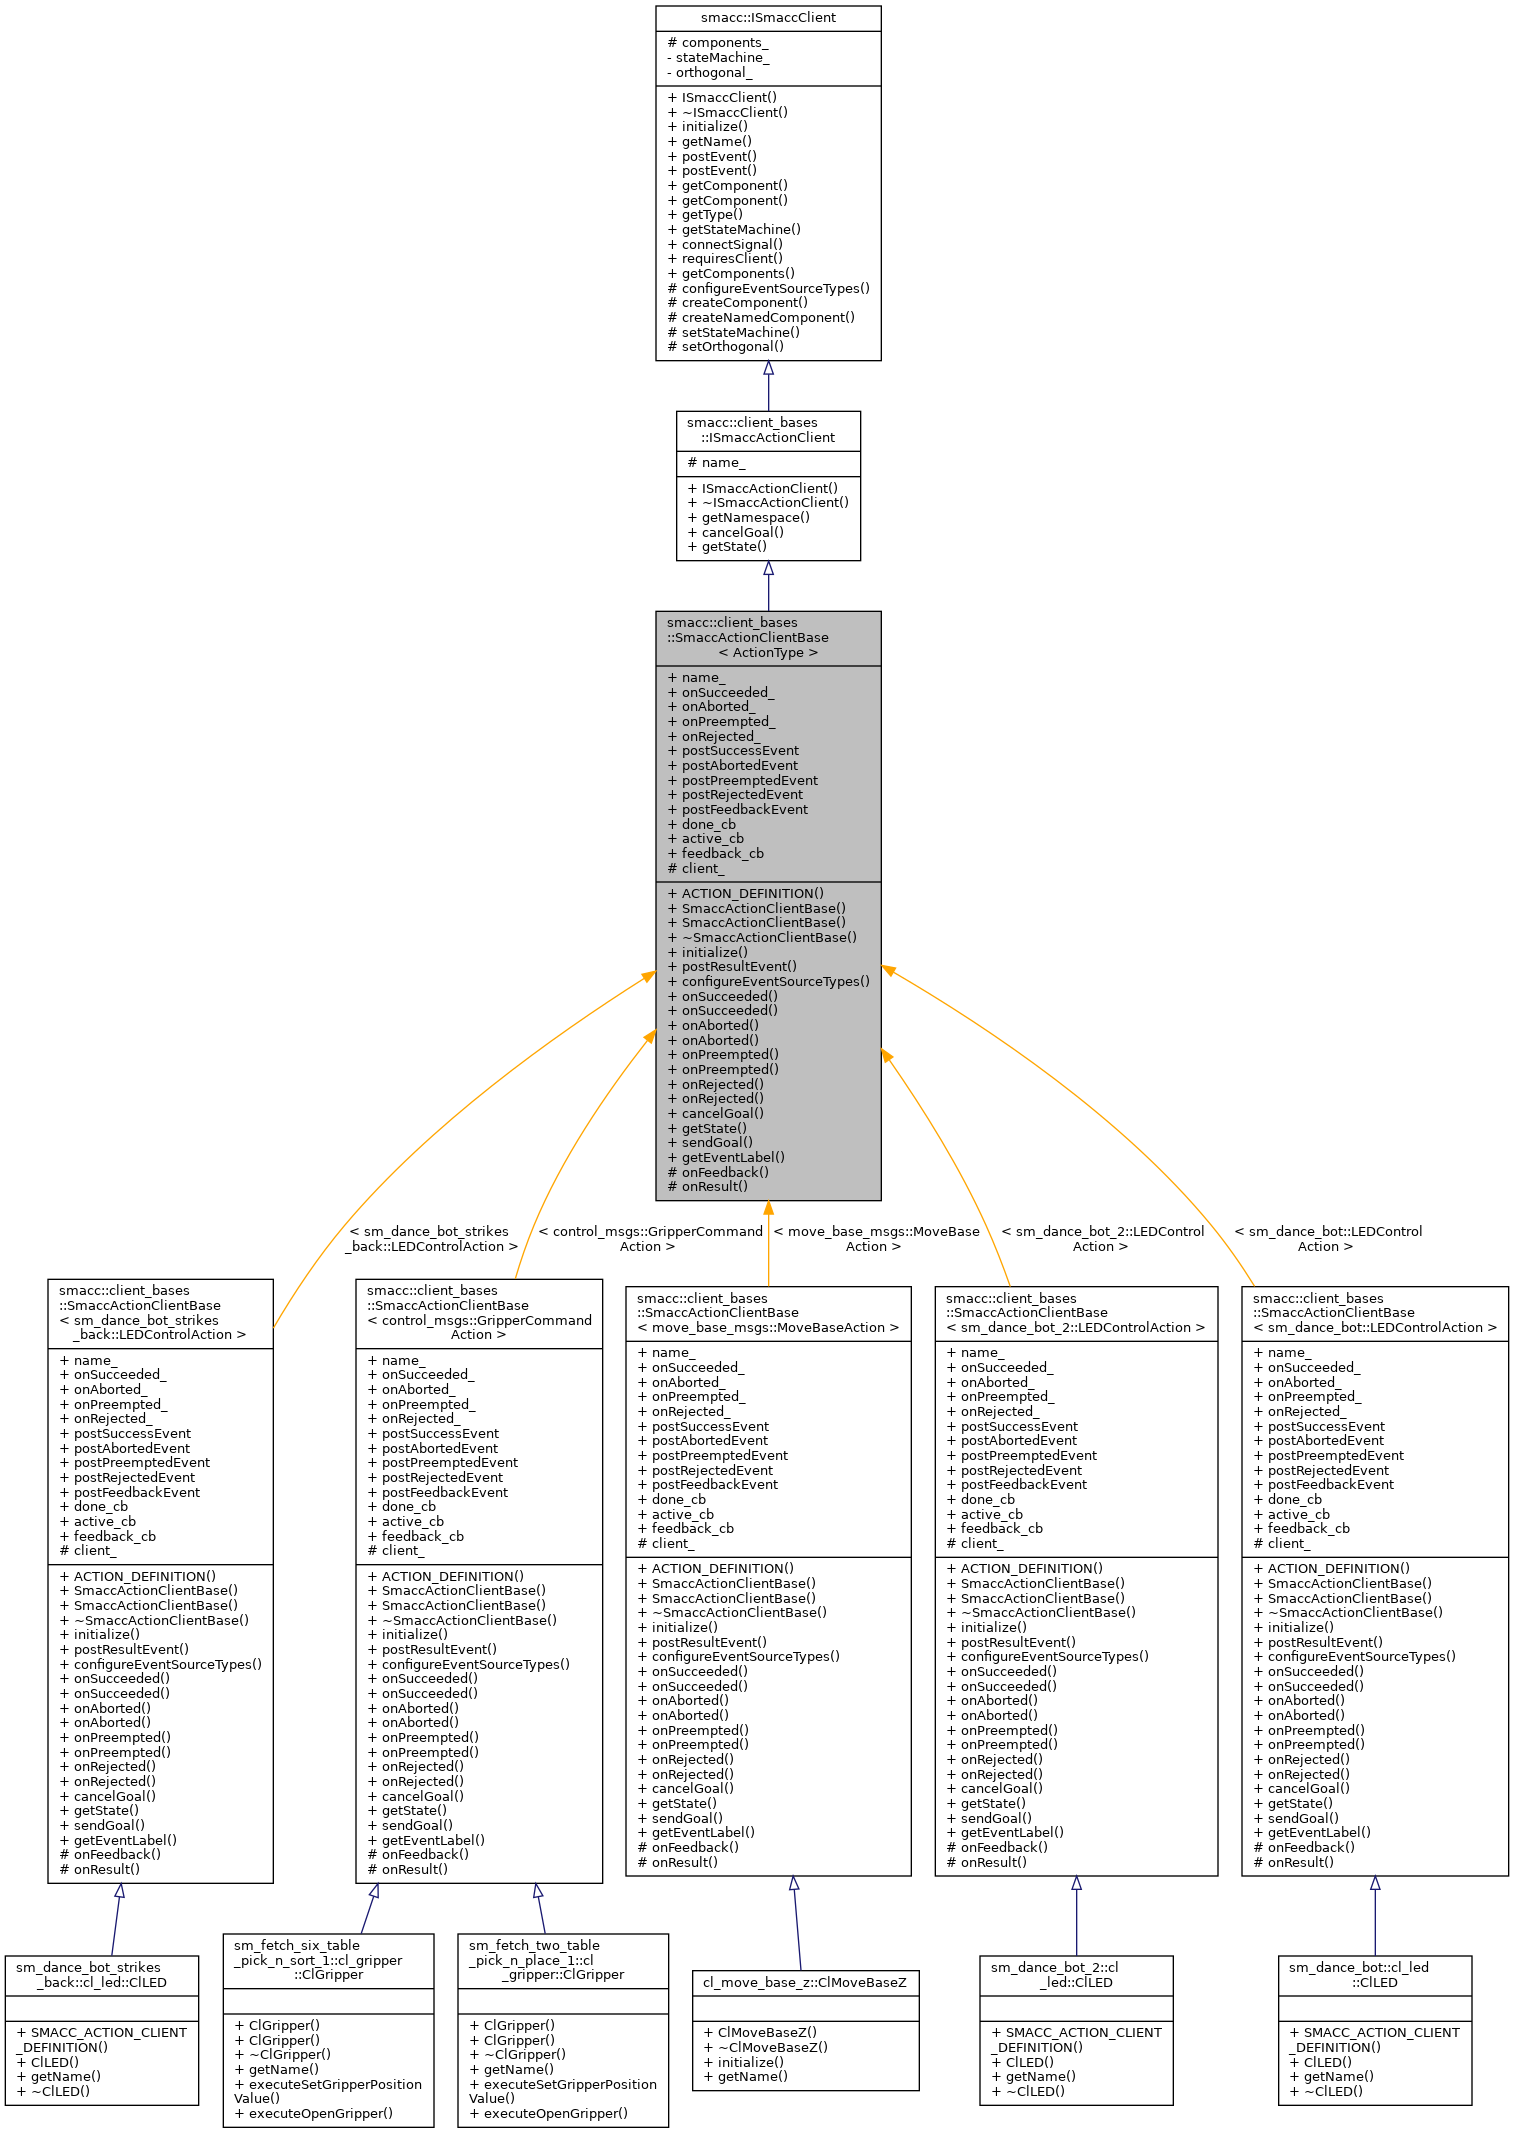 smacc::ISmaccClient
# components_
- stateMachine_
- orthogonal_
+ ISmaccClient()
+ ~ISmaccClient()
+ initialize()
+ getName()
+ postEvent()
+ postEvent()
+ getComponent()
+ getComponent()
+ getType()
+ getStateMachine()
+ connectSignal()
+ requiresClient()
+ getComponents()
# configureEventSourceTypes()
# createComponent()
# createNamedComponent()
# setStateMachine()
# setOrthogonal()
smacc::client_bases
::ISmaccActionClient
# name_
+ ISmaccActionClient()
+ ~ISmaccActionClient()
+ getNamespace()
+ cancelGoal()
+ getState()
smacc::client_bases
::SmaccActionClientBase
< ActionType >
+ name_
+ onSucceeded_
+ onAborted_
+ onPreempted_
+ onRejected_
+ postSuccessEvent
+ postAbortedEvent
+ postPreemptedEvent
+ postRejectedEvent
+ postFeedbackEvent
+ done_cb
+ active_cb
+ feedback_cb
# client_
+ ACTION_DEFINITION()
+ SmaccActionClientBase()
+ SmaccActionClientBase()
+ ~SmaccActionClientBase()
+ initialize()
+ postResultEvent()
+ configureEventSourceTypes()
+ onSucceeded()
+ onSucceeded()
+ onAborted()
+ onAborted()
+ onPreempted()
+ onPreempted()
+ onRejected()
+ onRejected()
+ cancelGoal()
+ getState()
+ sendGoal()
+ getEventLabel()
# onFeedback()
# onResult()
< sm_dance_bot_strikes
_back::LEDControlAction >
< control_msgs::GripperCommand
Action >
< move_base_msgs::MoveBase
Action >
< sm_dance_bot_2::LEDControl
Action >
< sm_dance_bot::LEDControl
Action >
smacc::client_bases
::SmaccActionClientBase
< sm_dance_bot_strikes
_back::LEDControlAction >
+ name_
+ onSucceeded_
+ onAborted_
+ onPreempted_
+ onRejected_
+ postSuccessEvent
+ postAbortedEvent
+ postPreemptedEvent
+ postRejectedEvent
+ postFeedbackEvent
+ done_cb
+ active_cb
+ feedback_cb
# client_
+ ACTION_DEFINITION()
+ SmaccActionClientBase()
+ SmaccActionClientBase()
+ ~SmaccActionClientBase()
+ initialize()
+ postResultEvent()
+ configureEventSourceTypes()
+ onSucceeded()
+ onSucceeded()
+ onAborted()
+ onAborted()
+ onPreempted()
+ onPreempted()
+ onRejected()
+ onRejected()
+ cancelGoal()
+ getState()
+ sendGoal()
+ getEventLabel()
# onFeedback()
# onResult()
smacc::client_bases
::SmaccActionClientBase
< control_msgs::GripperCommand
Action >
+ name_
+ onSucceeded_
+ onAborted_
+ onPreempted_
+ onRejected_
+ postSuccessEvent
+ postAbortedEvent
+ postPreemptedEvent
+ postRejectedEvent
+ postFeedbackEvent
+ done_cb
+ active_cb
+ feedback_cb
# client_
+ ACTION_DEFINITION()
+ SmaccActionClientBase()
+ SmaccActionClientBase()
+ ~SmaccActionClientBase()
+ initialize()
+ postResultEvent()
+ configureEventSourceTypes()
+ onSucceeded()
+ onSucceeded()
+ onAborted()
+ onAborted()
+ onPreempted()
+ onPreempted()
+ onRejected()
+ onRejected()
+ cancelGoal()
+ getState()
+ sendGoal()
+ getEventLabel()
# onFeedback()
# onResult()
smacc::client_bases
::SmaccActionClientBase
< move_base_msgs::MoveBaseAction >
+ name_
+ onSucceeded_
+ onAborted_
+ onPreempted_
+ onRejected_
+ postSuccessEvent
+ postAbortedEvent
+ postPreemptedEvent
+ postRejectedEvent
+ postFeedbackEvent
+ done_cb
+ active_cb
+ feedback_cb
# client_
+ ACTION_DEFINITION()
+ SmaccActionClientBase()
+ SmaccActionClientBase()
+ ~SmaccActionClientBase()
+ initialize()
+ postResultEvent()
+ configureEventSourceTypes()
+ onSucceeded()
+ onSucceeded()
+ onAborted()
+ onAborted()
+ onPreempted()
+ onPreempted()
+ onRejected()
+ onRejected()
+ cancelGoal()
+ getState()
+ sendGoal()
+ getEventLabel()
# onFeedback()
# onResult()
smacc::client_bases
::SmaccActionClientBase
< sm_dance_bot_2::LEDControlAction >
+ name_
+ onSucceeded_
+ onAborted_
+ onPreempted_
+ onRejected_
+ postSuccessEvent
+ postAbortedEvent
+ postPreemptedEvent
+ postRejectedEvent
+ postFeedbackEvent
+ done_cb
+ active_cb
+ feedback_cb
# client_
+ ACTION_DEFINITION()
+ SmaccActionClientBase()
+ SmaccActionClientBase()
+ ~SmaccActionClientBase()
+ initialize()
+ postResultEvent()
+ configureEventSourceTypes()
+ onSucceeded()
+ onSucceeded()
+ onAborted()
+ onAborted()
+ onPreempted()
+ onPreempted()
+ onRejected()
+ onRejected()
+ cancelGoal()
+ getState()
+ sendGoal()
+ getEventLabel()
# onFeedback()
# onResult()
smacc::client_bases
::SmaccActionClientBase
< sm_dance_bot::LEDControlAction >
+ name_
+ onSucceeded_
+ onAborted_
+ onPreempted_
+ onRejected_
+ postSuccessEvent
+ postAbortedEvent
+ postPreemptedEvent
+ postRejectedEvent
+ postFeedbackEvent
+ done_cb
+ active_cb
+ feedback_cb
# client_
+ ACTION_DEFINITION()
+ SmaccActionClientBase()
+ SmaccActionClientBase()
+ ~SmaccActionClientBase()
+ initialize()
+ postResultEvent()
+ configureEventSourceTypes()
+ onSucceeded()
+ onSucceeded()
+ onAborted()
+ onAborted()
+ onPreempted()
+ onPreempted()
+ onRejected()
+ onRejected()
+ cancelGoal()
+ getState()
+ sendGoal()
+ getEventLabel()
# onFeedback()
# onResult()
sm_dance_bot_strikes
_back::cl_led::ClLED
+ SMACC_ACTION_CLIENT
_DEFINITION()
+ ClLED()
+ getName()
+ ~ClLED()
sm_fetch_six_table
_pick_n_sort_1::cl_gripper
::ClGripper
+ ClGripper()
+ ClGripper()
+ ~ClGripper()
+ getName()
+ executeSetGripperPosition
Value()
+ executeOpenGripper()
sm_fetch_two_table
_pick_n_place_1::cl
_gripper::ClGripper
+ ClGripper()
+ ClGripper()
+ ~ClGripper()
+ getName()
+ executeSetGripperPosition
Value()
+ executeOpenGripper()
cl_move_base_z::ClMoveBaseZ
+ ClMoveBaseZ()
+ ~ClMoveBaseZ()
+ initialize()
+ getName()
sm_dance_bot_2::cl
_led::ClLED
+ SMACC_ACTION_CLIENT
_DEFINITION()
+ ClLED()
+ getName()
+ ~ClLED()
sm_dance_bot::cl_led
::ClLED
+ SMACC_ACTION_CLIENT
_DEFINITION()
+ ClLED()
+ getName()
+ ~ClLED()